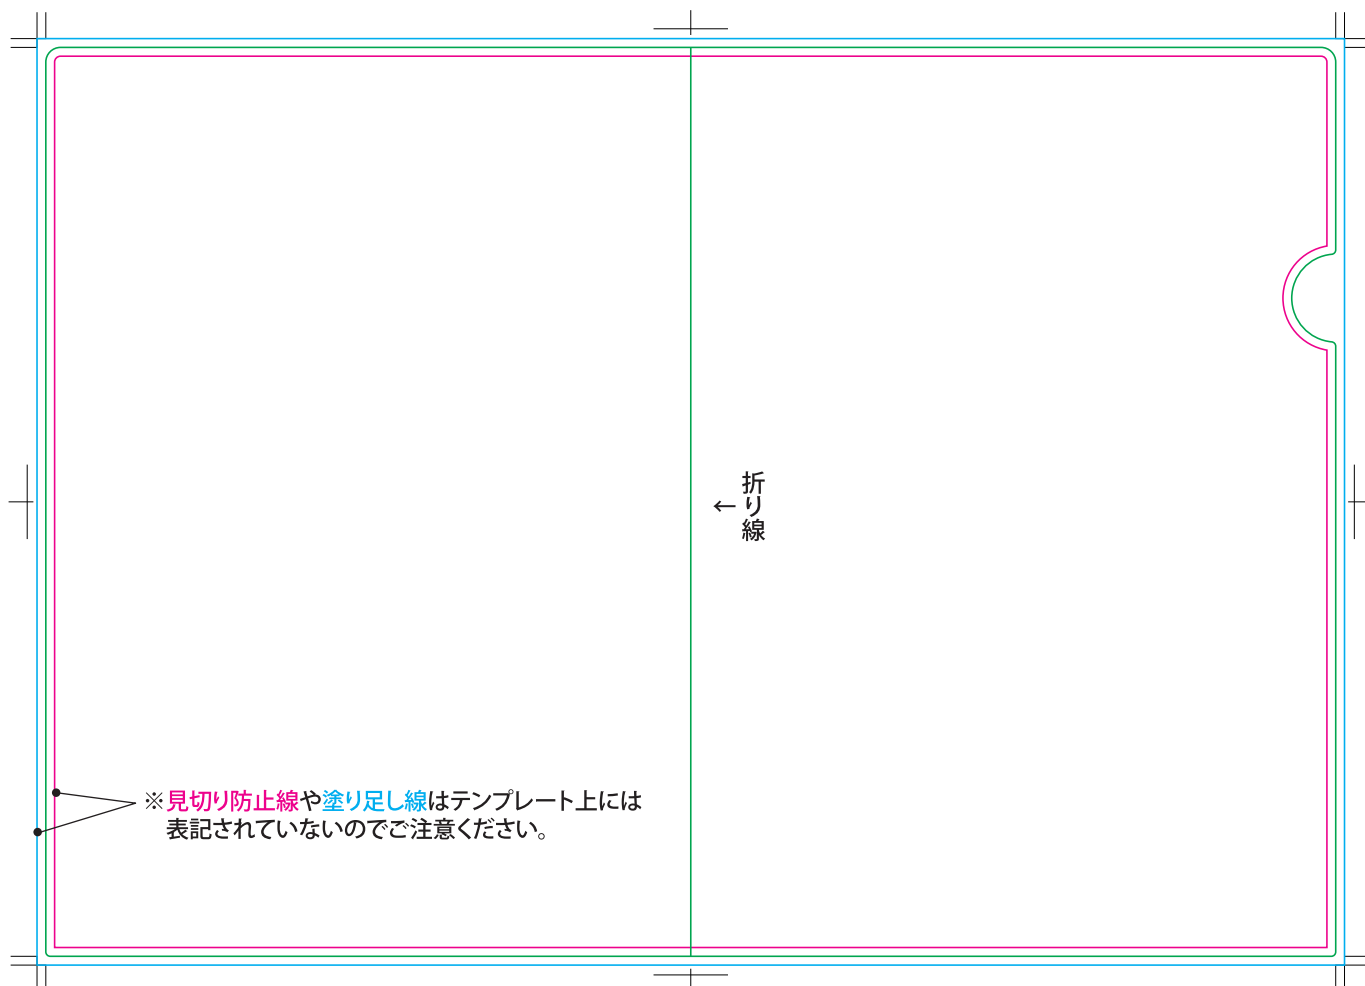 ←折り線
※見切り防止線や塗り足し線はテンプレート上には
表記されていないのでご注意ください。